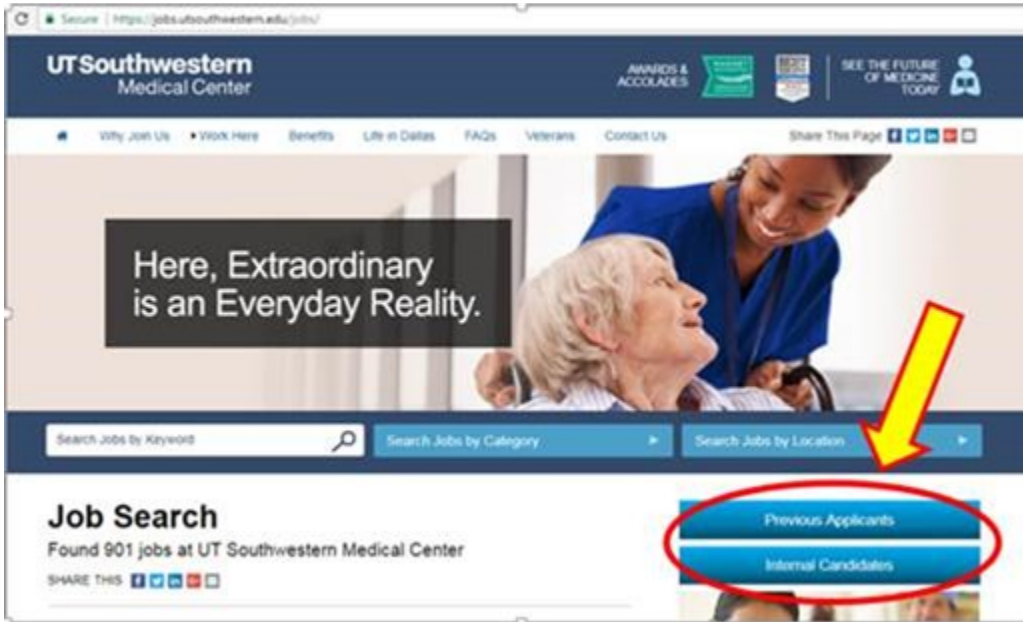 Secure | https://jobs.utsouthwestern.edu/jobs/
UT Southwestern
Medical Center
AWARDS &
ACCOLADES
SEE THE FUTURE
OF MEDICINE
TODAY
Why Join Us Work Here Benefits Life in Dallas FAQs Veterans Contact Us Share This Page
Here, Extraordinary
is an Everyday Reality.
Search Jobs by Keyword Search Jobs by Category Search Jobs by Location
Job Search
Found 901 jobs at UT Southwestern Medical Center
SHARE THIS
Previous Applicants
Internal Candidates